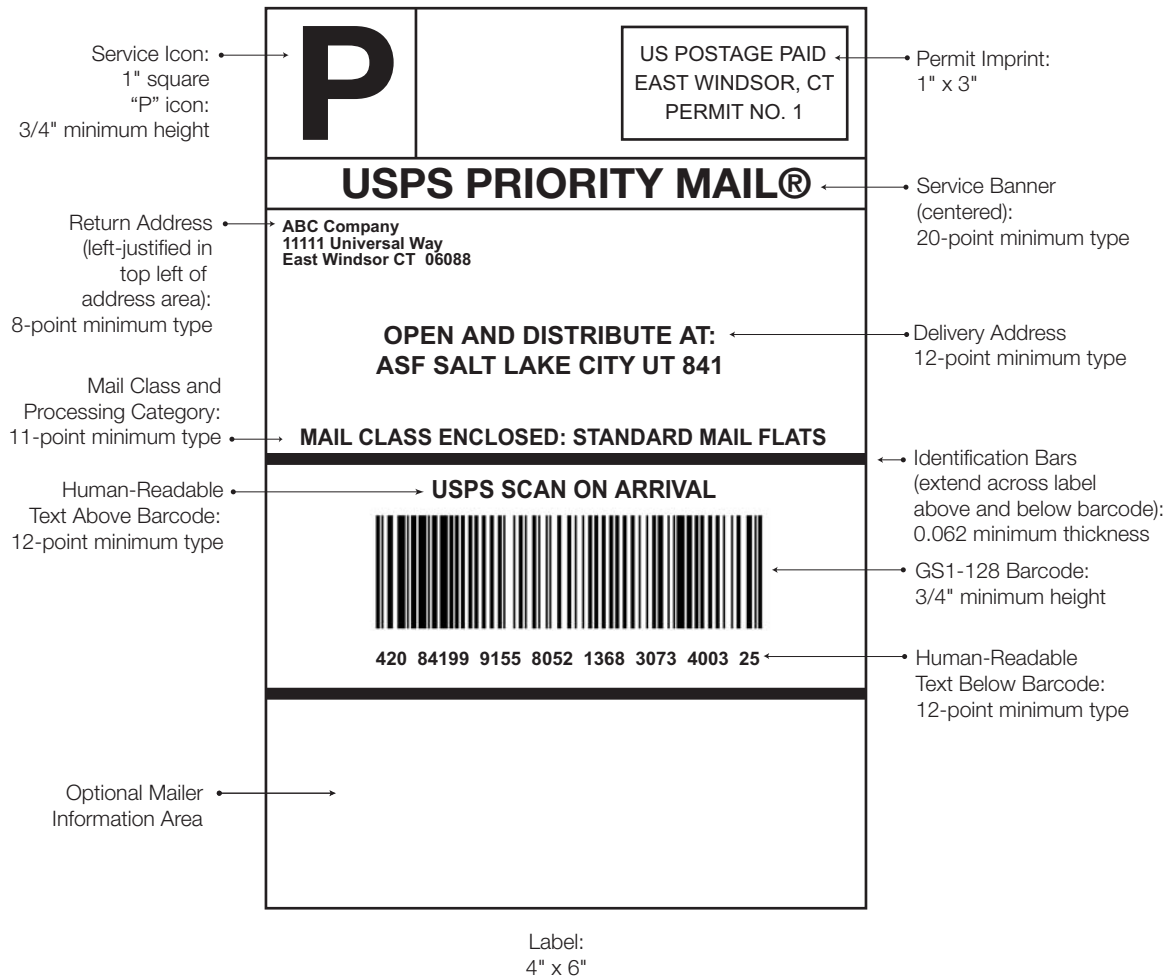 Service Icon:
1" square
“P” icon:
3/4" minimum height
P
US POSTAGE PAID
EAST WINDSOR, CT
PERMIT NO. 1
Permit Imprint:
1" x 3"
USPS PRIORITY MAIL®
Service Banner
(centered):
20-point minimum type
Return Address
(left-justified in
top left of
address area):
8-point minimum type
ABC Company
11111 Universal Way
East Windsor CT  06088
OPEN AND DISTRIBUTE AT:
ASF SALT LAKE CITY UT 841
Delivery Address
12-point minimum type
Mail Class and
Processing Category:
11-point minimum type
MAIL CLASS ENCLOSED: STANDARD MAIL FLATS
Identification Bars
(extend across label
above and below barcode):
0.062 minimum thickness
Human-Readable
Text Above Barcode:
12-point minimum type
USPS SCAN ON ARRIVAL
GS1-128 Barcode:
3/4" minimum height
420 84199 9155 8052 1368 3073 4003 25
Human-Readable
Text Below Barcode:
12-point minimum type
Optional Mailer
Information Area
Label:
4" x 6"